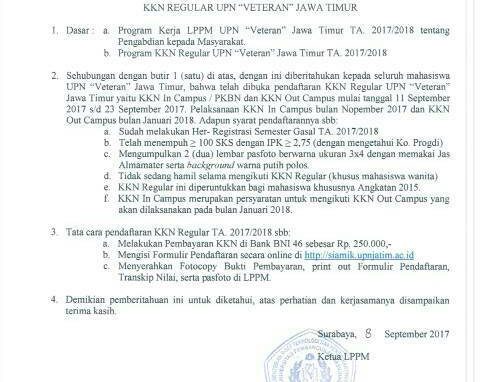 KKN REGULAR UPN “VETERAN” JAWA TIMUR
1. Dasar : a. Program Kerja LPPM UPN “Veteran” Jawa Timur TA. 2017/2018 tentang
Pengabdian kepada Masyarakat.
b. Program KKN Regular UPN “Veteran” Jawa Timur TA. 2017/2018
2. Sehubungan dengan butir 1 (satu) di atas, dengan ini diberitahukan kepada seluruh mahasiswa
UPN “Veteran” Jawa Timur, bahwa telah dibuka pendaftaran KKN Regular UPN “Veteran”
Jawa Timur yaitu KKN In Campus / PKBN dan KKN Out Campus mulai tanggal 11 September
2017 s/d 23 September 2017. Pelaksanaan KKN In Campus bulan Nopember 2017 dan KKN
Out Campus bulan Januari 2018. Adapun syarat pendaftarannya sbb:
a. Sudah melakukan Her- Registrasi Semester Gasal TA. 2017/2018
b. Telah menempuh ≥ 100 SKS dengan IPK ≥ 2,75 (dengan mengetahui Ko. Progdi)
c. Mengumpulkan 2 (dua) lembar pasfoto berwarna ukuran 3x4 dengan memakai Jas
Almamater serta background warna putih polos.
d. Tidak sedang hamil selama mengikuti KKN Regular (khusus mahasiswa wanita)
e. KKN Regular ini diperuntukkan bagi mahasiswa khususnya Angkatan 2015.
f. KKN In Campus merupakan persyaratan untuk mengikuti KKN Out Campus yang
akan dilaksanakan pada bulan Januari 2018.
3. Tata cara pendaftaran KKN Regular TA. 2017/2018 sbb:
a. Melakukan Pembayaran KKN di Bank BNI 46 sebesar Rp. 250.000,-
b. Mengisi Formulir Pendaftaran secara online di http://siamik.upnjatim.ac.id
c. Menyerahkan Fotocopy Bukti Pembayaran, print out Formulir Pendaftaran,
Transkip Nilai, serta pasfoto di LPPM.
4. Demikian pemberitahuan ini untuk diketahui, atas perhatian dan kerjasamanya disampaikan
terima kasih.
Surabaya, 8 September 2017
Ketua LPPM